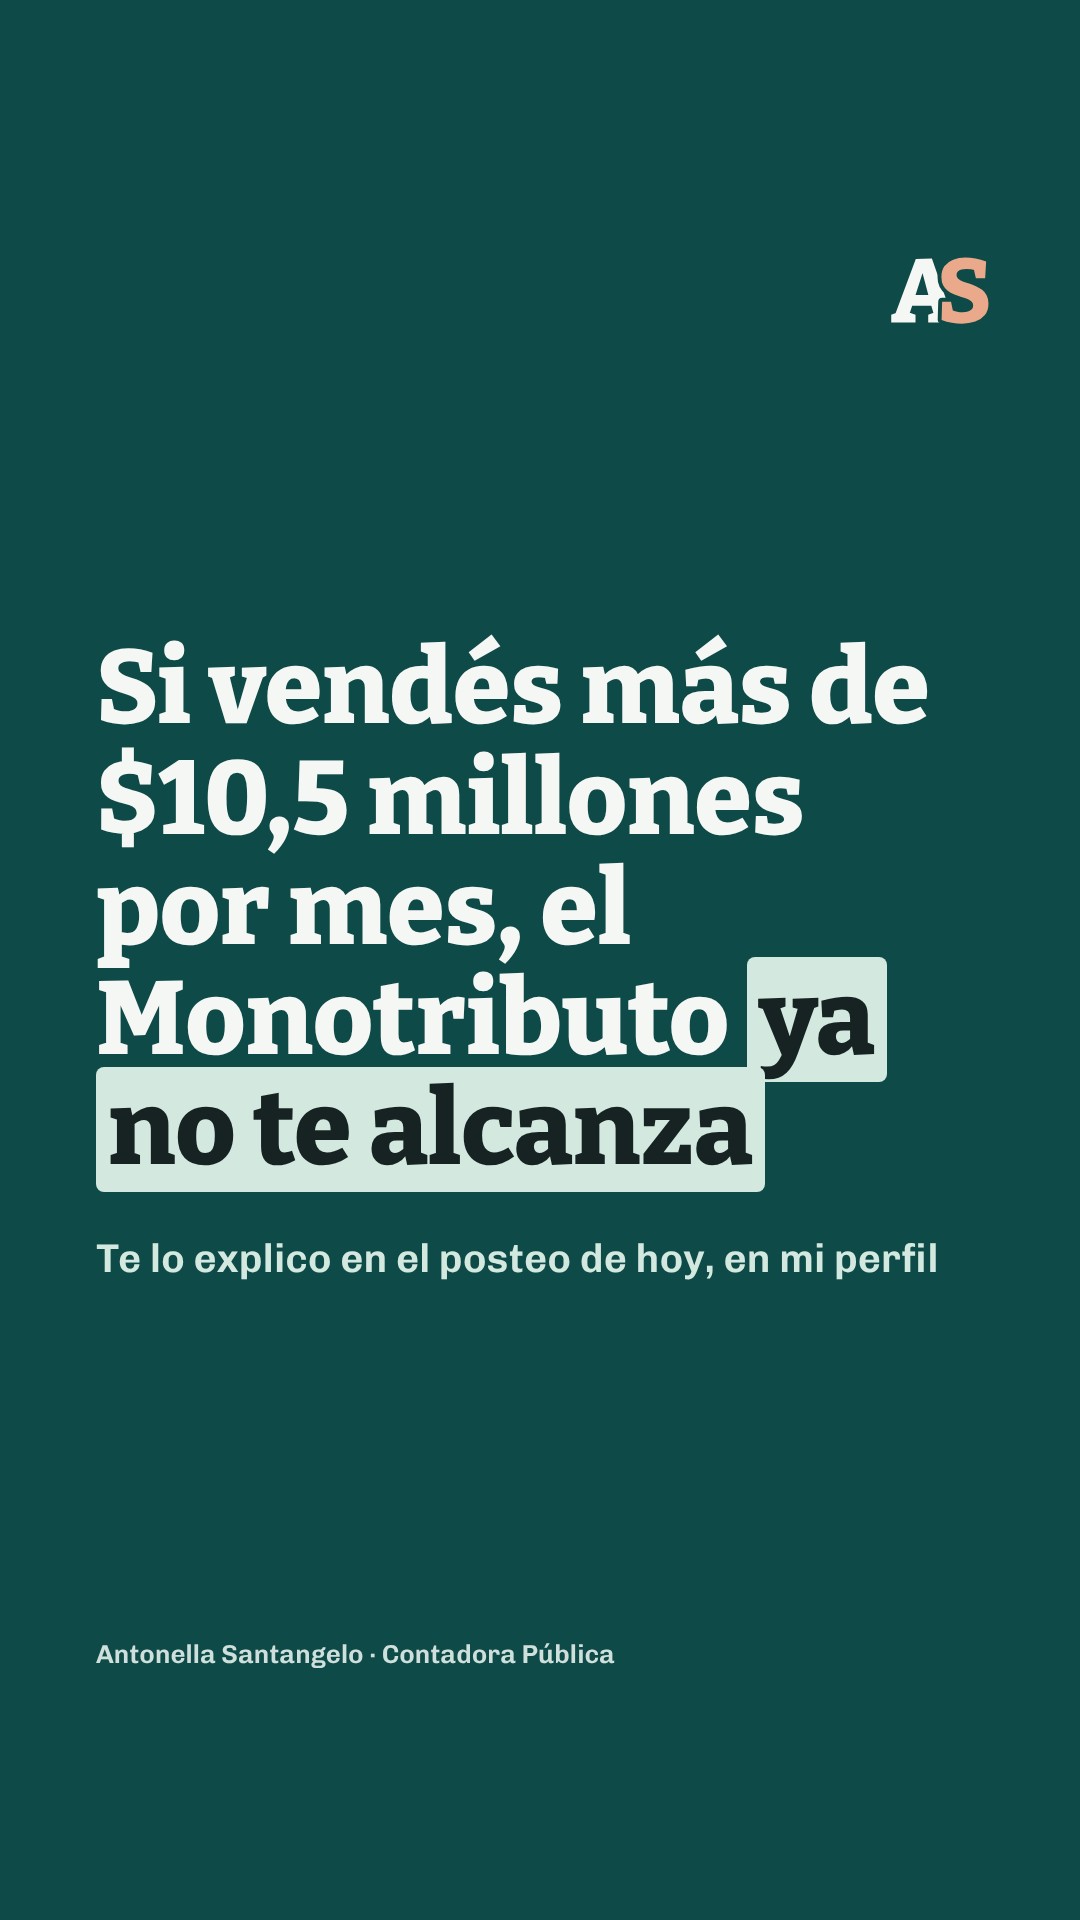 AS
Si vendés más de
$10,5 millones
por mes, el
Monotributo ya
no te alcanza
Te lo explico en el posteo de hoy, en mi perfil
Antonella Santangelo · Contadora Pública